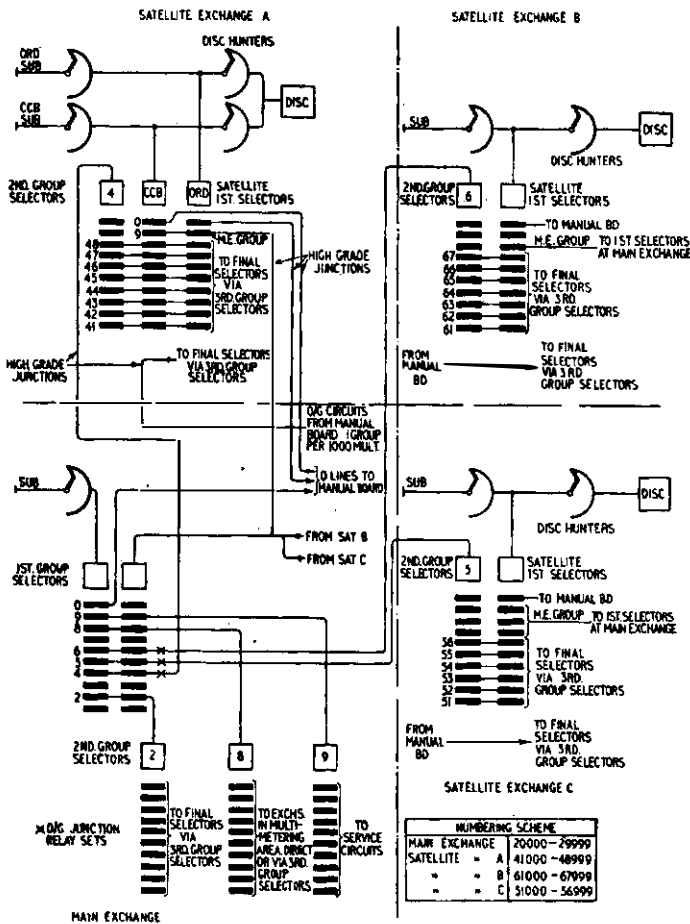 SATELLITE EXCHANGE A
DISC HUNTERS
ORD
SUB
DISC
CCB
SUB
2ND. GROUP
SELECTORS
4
CCB
ORD
SATELLITE
1ST. SELECTORS
0
9
M.E. GROUP
48
47
46
45
44
43
42
41
TO FINAL
SELECTORS
VIA
3RD. GROUP
SELECTORS
HIGH GRADE
JUNCTIONS
HIGH GRADE
JUNCTIONS
TO FINAL SELECTORS
VIA 3RD. GROUP
SELECTORS
O/G CIRCUITS
FROM MANUAL
BOARD 1 GROUP
PER 1000 MULT.
SATELLITE EXCHANGE B
SUB
DISC
DISC HUNTERS
2ND. GROUP
SELECTORS
6
SATELLITE
1ST SELECTORS
TO MANUAL BD
M.E. GROUP
TO 1ST SELECTORS
AT MAIN EXCHANGE
67
66
65
64
63
62
61
TO FINAL
SELECTORS
VIA 3RD.
GROUP SELECTORS
FROM
MANUAL
BD
TO FINAL
SELECTORS
VIA 3 RD
GROUP SELECTORS
SUB
0 LINES TO
MANUAL BOARD
FROM SAT B
FROM SAT C
1ST. GROUP
SELECTORS
0
9
8
6
5
4
2
2ND. GROUP
SELECTORS
2
8
9
X O/G JUNCTION
RELAY SETS
TO FINAL
SELECTORS
VIA
3RD. GROUP
SELECTORS
TO EXCHS.
IN MULTI-
METERING
AREA DIRECT
OR VIA 3RD.
GROUP
SELECTORS
TO
SERVICE
CIRCUITS
MAIN EXCHANGE
SUB
DISC
DISC HUNTERS
2ND. GROUP
SELECTORS
5
SATELLITE
1ST SELECTORS
TO MANUAL BD
M.E. GROUP
TO 1ST. SELECTORS
AT MAIN EXCHANGE
56
55
54
53
52
51
TO FINAL
SELECTORS
VIA 3RD.
GROUP SELECTORS
FROM
MANUAL
BD
TO FINAL
SELECTORS
VIA 3RD.
GROUP SELECTORS
SATELLITE EXCHANGE C
NUMBERING SCHEME
MAIN EXCHANGE 20000-29999
SATELLITE " A 41000-48999
" " B 61000-67999
" " C 51000-56999